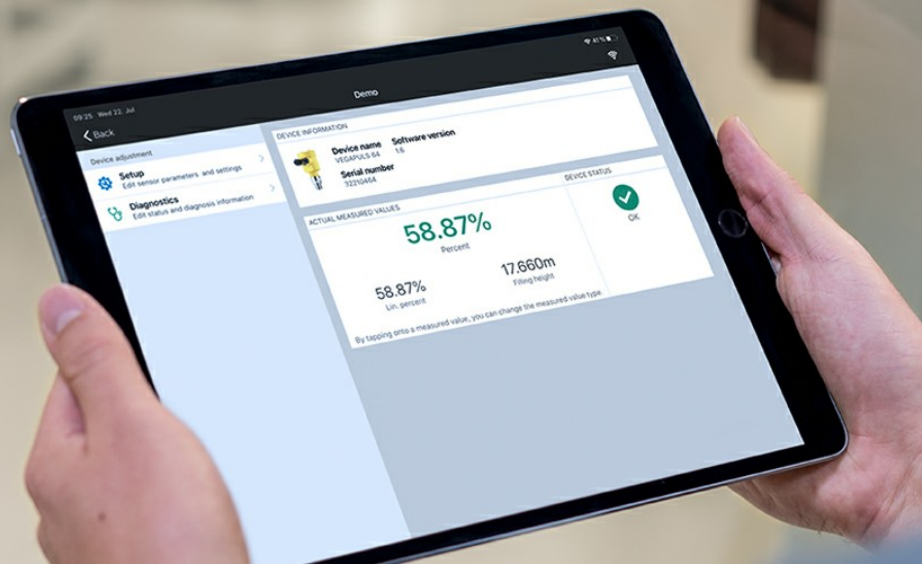 09:25 Wed 22. Jul
41 %
Back
Demo
Device adjustment
Setup
Edit sensor parameters and settings
Diagnostics
Edit status and diagnosis information
DEVICE INFORMATION
Device name Software version
VEGAPULS 64 1.6
Serial number
32210464
ACTUAL MEASURED VALUES
58.87%
Percent
58.87%
Lin. percent
17.660m
Filling height
By tapping onto a measured value, you can change the measured value type.
DEVICE STATUS
OK